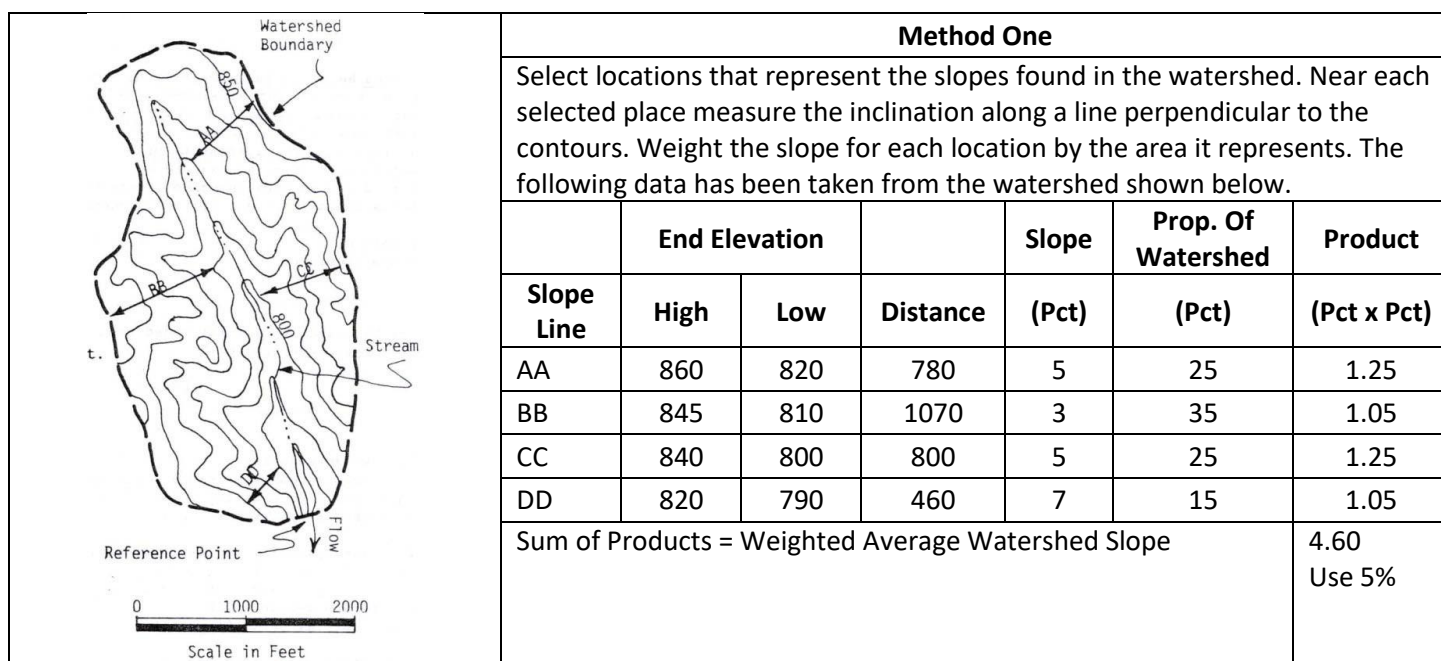 Watershed
Boundary
850
AA
BB
CC
800
t.
Stream
DD
Flow
Reference Point
0 1000 2000
Scale in Feet
Method One
Select locations that represent the slopes found in the watershed. Near each
selected place measure the inclination along a line perpendicular to the
contours. Weight the slope for each location by the area it represents. The
following data has been taken from the watershed shown below.
End Elevation Slope Prop. Of Watershed Product
Slope Line High Low Distance (Pct) (Pct) (Pct x Pct)
AA 860 820 780 5 25 1.25
BB 845 810 1070 3 35 1.05
CC 840 800 800 5 25 1.25
DD 820 790 460 7 15 1.05
Sum of Products = Weighted Average Watershed Slope 4.60
Use 5%